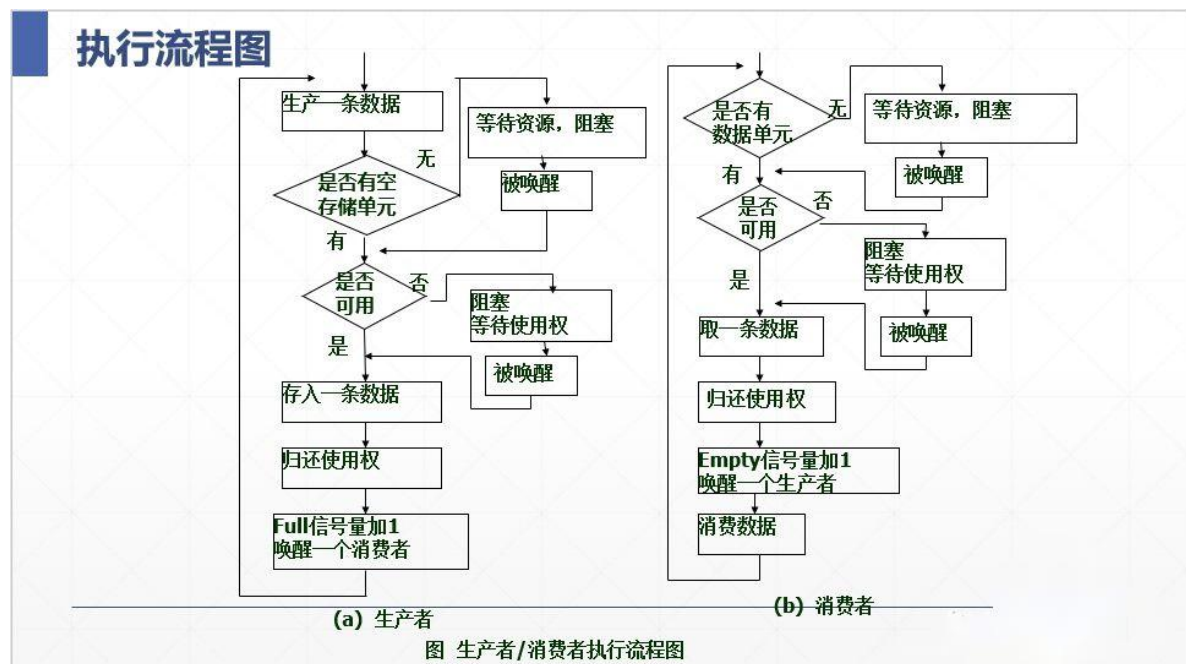 执行流程图
生产一条数据
是否有空
存储单元
无
等待资源，阻塞
被唤醒
有
是否
可用
否
阻塞
等待使用权
被唤醒
是
存入一条数据
归还使用权
Full信号量加1
唤醒一个消费者
(a) 生产者
是否有
数据单元
无
等待资源，阻塞
被唤醒
有
是否
可用
否
阻塞
等待使用权
被唤醒
是
取一条数据
归还使用权
Empty信号量加1
唤醒一个生产者
消费数据
(b) 消费者
图 生产者/消费者执行流程图